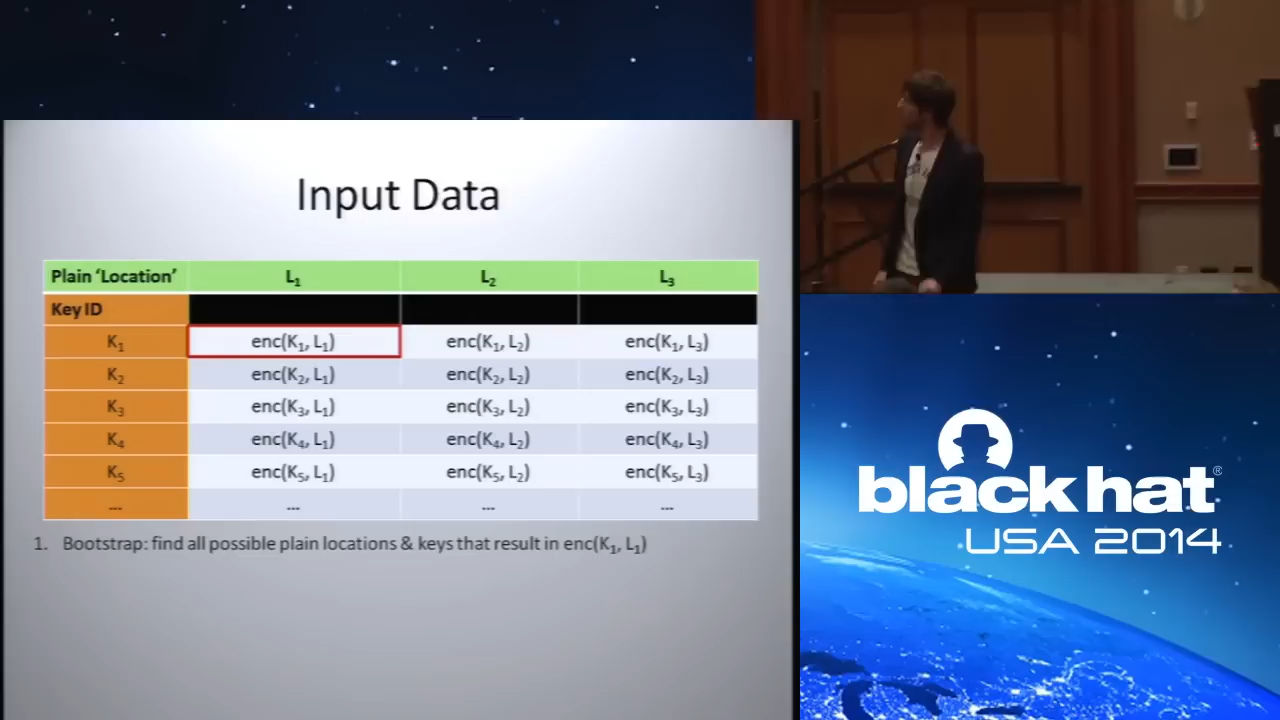 Input Data
Plain 'Location' L₁ L₂ L₃
Key ID
K₁ enc(K₁, L₁) enc(K₁, L₂) enc(K₁, L₃)
K₂ enc(K₂, L₁) enc(K₂, L₂) enc(K₂, L₃)
K₃ enc(K₃, L₁) enc(K₃, L₂) enc(K₃, L₃)
K₄ enc(K₄, L₁) enc(K₄, L₂) enc(K₄, L₃)
K₅ enc(K₅, L₁) enc(K₅, L₂) enc(K₅, L₃)
... ... ... ...
1. Bootstrap: find all possible plain locations & keys that result in enc(K₁, L₁)
black hat®
USA 2014